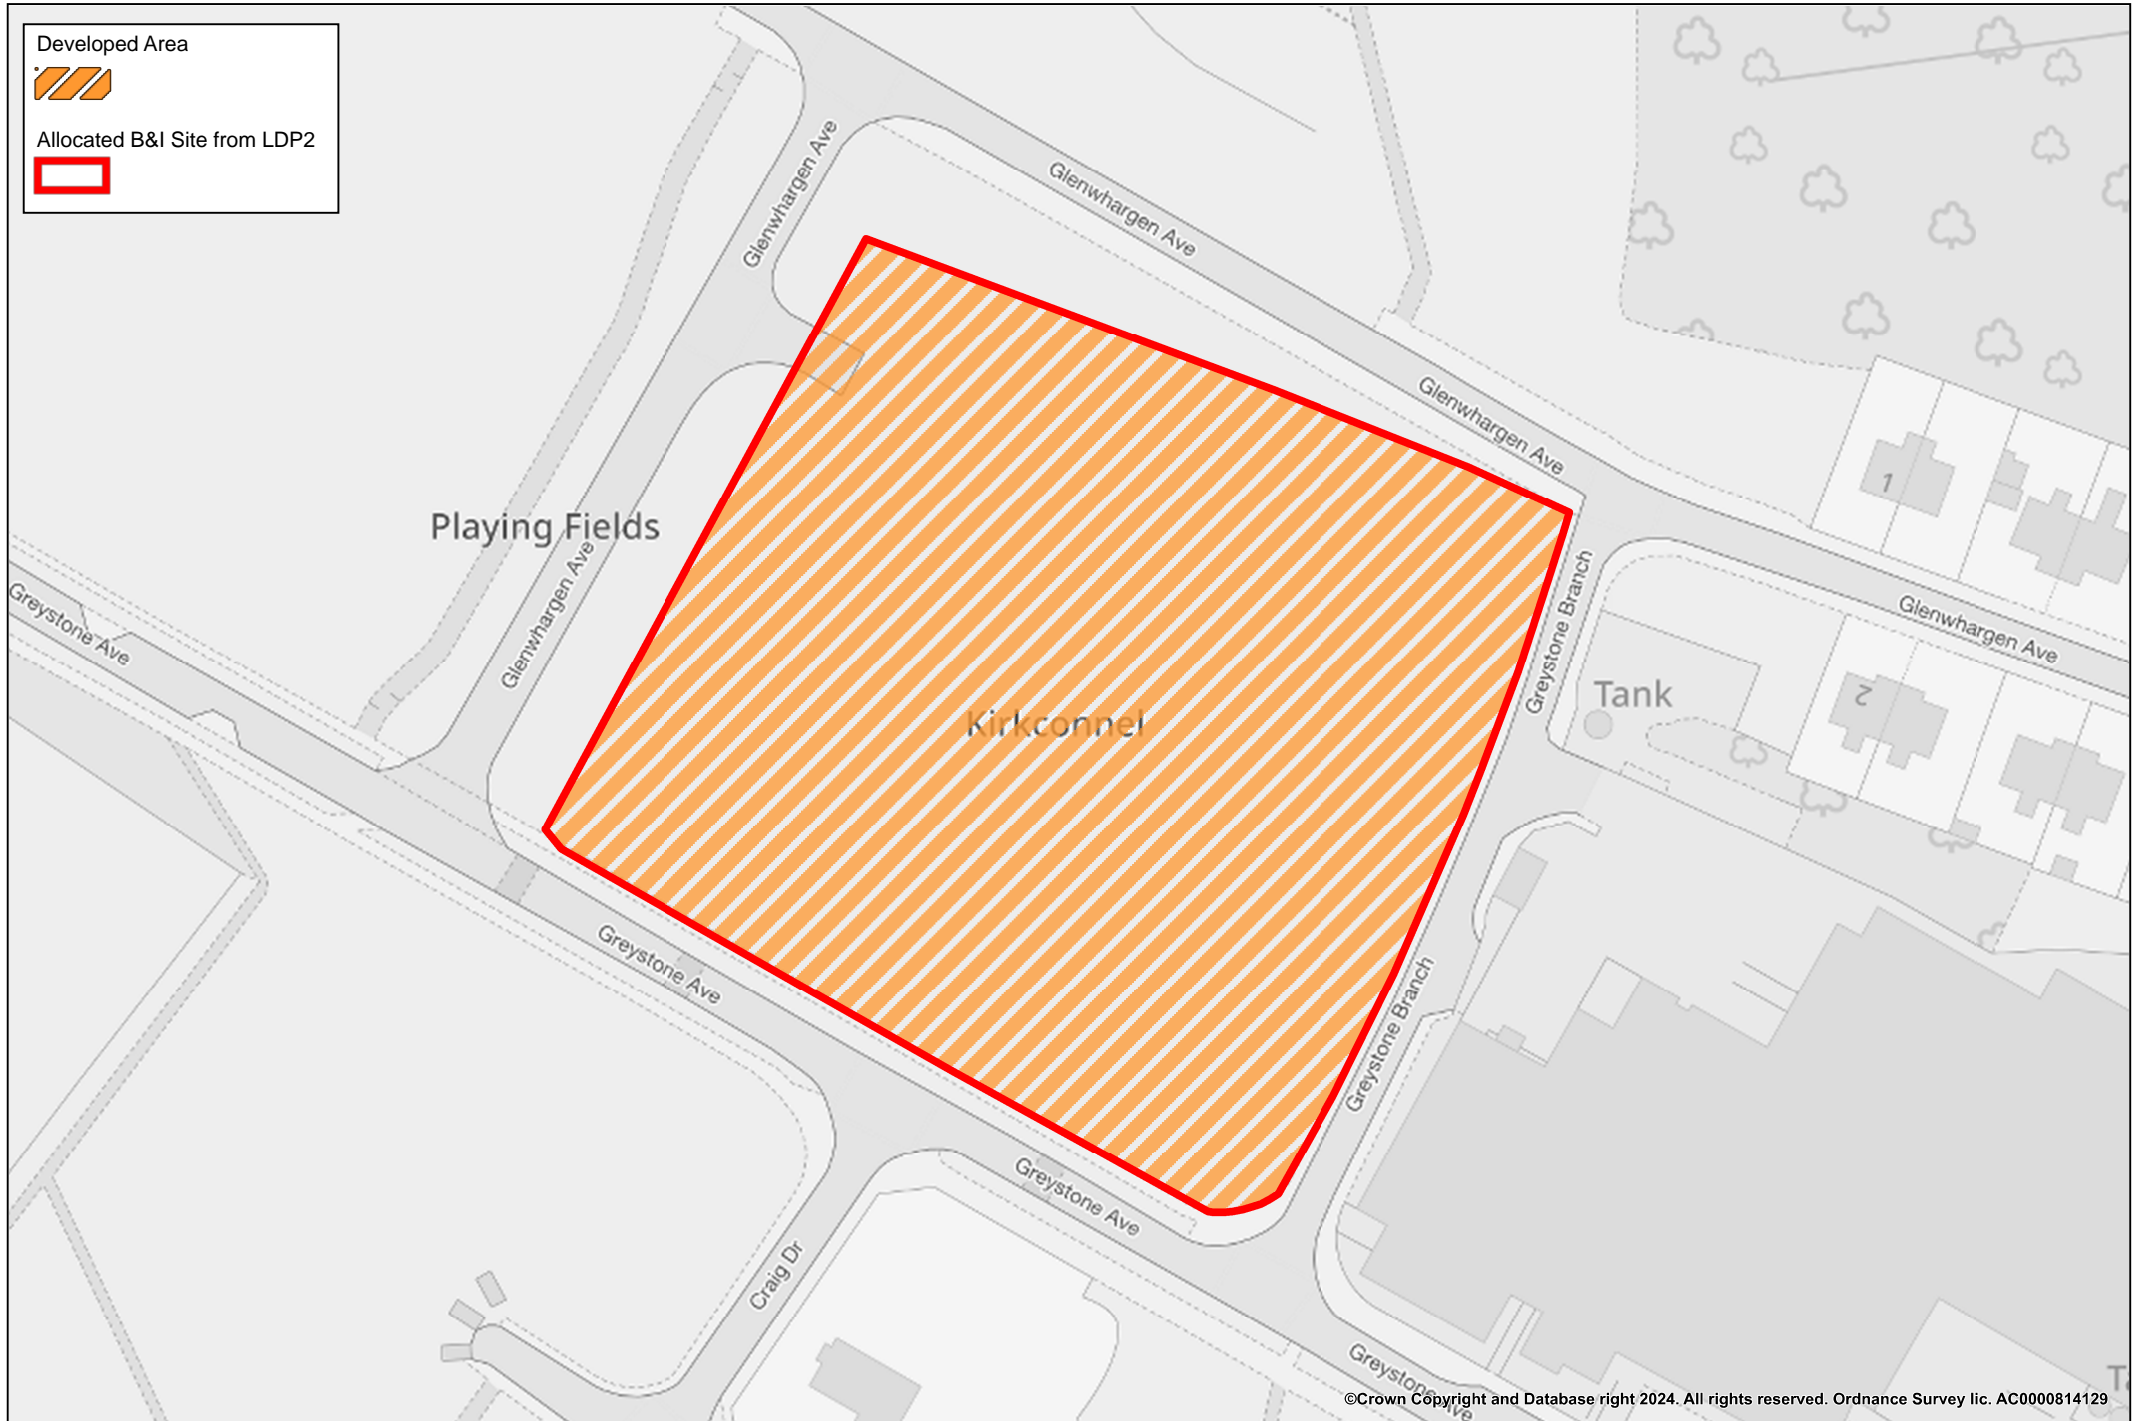 Developed Area
Allocated B&I Site from LDP2
Glenwhargen Ave
Glenwhargen Ave
Glenwhargen Ave
1
Playing Fields
Glenwhargen Ave
Greystone Ave
Greystone Branch
Glenwhargen Ave
Tank
2
Kirkconnel
Greystone Ave
Greystone Branch
Greystone Ave
Craig Dr
Greystone Ave
©Crown Copyright and Database right 2024. All rights reserved. Ordnance Survey lic. AC0000814129